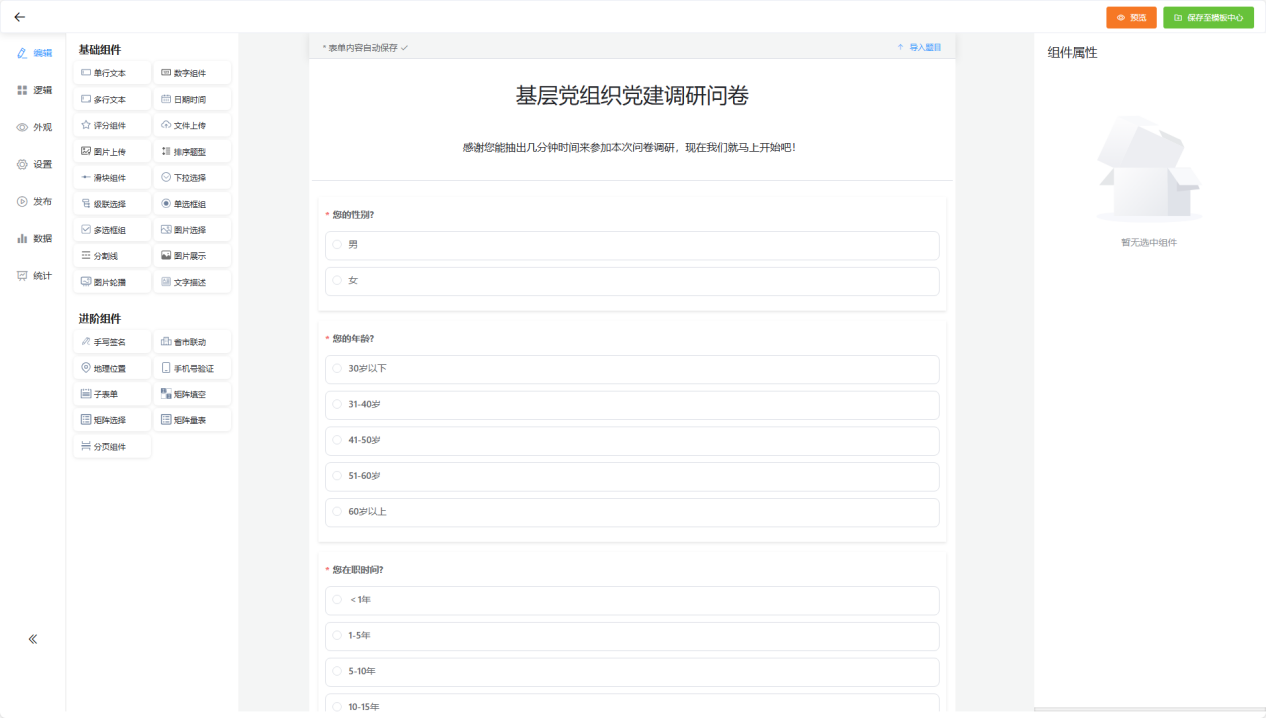 预览
保存至模板中心
编辑
逻辑
外观
设置
发布
数据
统计
基础组件
单行文本
数字组件
多行文本
日期时间
评分组件
文件上传
图片上传
排序题型
滑块组件
下拉选择
级联选择
单选框组
多选框组
图片选择
分割线
图片展示
图片轮播
文字描述
进阶组件
手写签名
省市联动
地理位置
手机号验证
子表单
矩阵填空
矩阵选择
矩阵量表
分页组件
* 表单内容自动保存
导入题目
基层党组织党建调研问卷
感谢您能抽出几分钟时间来参加本次问卷调研，现在我们就马上开始吧！
* 您的性别?
男
女
* 您的年龄?
30岁以下
31-40岁
41-50岁
51-60岁
60岁以上
* 您在职时间?
＜1年
1-5年
5-10年
10-15年
组件属性
暂无选中组件